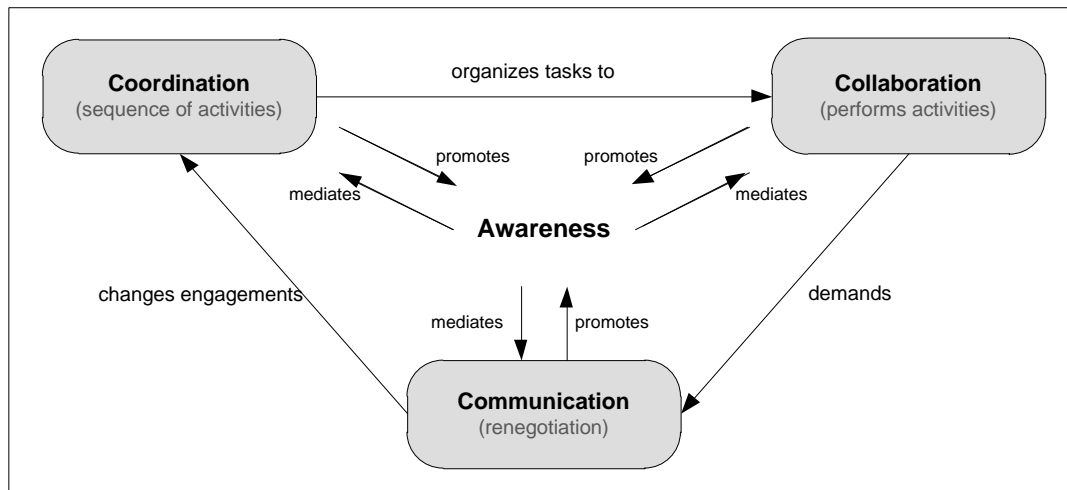 Coordination
(sequence of activities)
organizes tasks to
Collaboration
(performs activities)
promotes
mediates
promotes
mediates
Awareness
changes engagements
demands
mediates
promotes
Communication
(renegotiation)